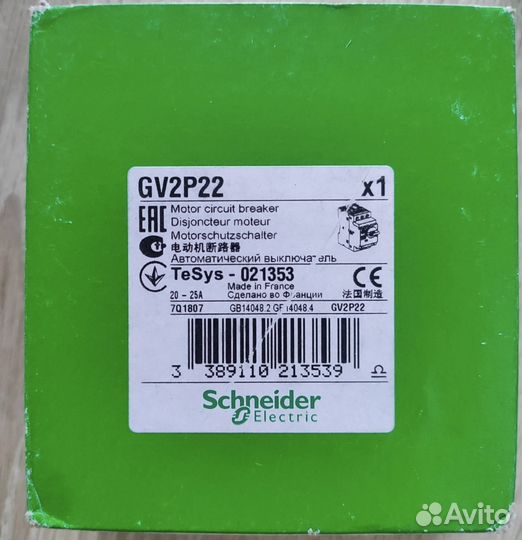 GV2P22 x1
EAC Motor circuit breaker
Disjoncteur moteur
Motorschutzschalter
电动机断路器
Автоматический выключатель
TeSys - 021353 CE
Made in France
20 - 25A Сделано во Франции 法国制造
7Q1807 GB14048.2 GB14048.4 GV2P22
3 389110 213539
Schneider
Electric
Avito